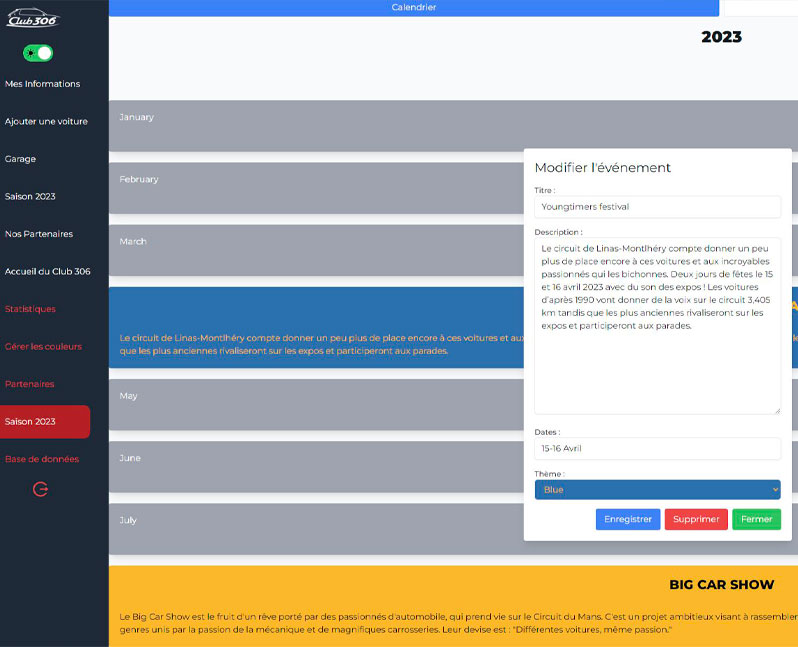 Club 306
Mes Informations
Ajouter une voiture
Garage
Saison 2023
Nos Partenaires
Accueil du Club 306
Statistiques
Gérer les couleurs
Partenaires
Saison 2023
Base de données
Calendrier
2023
January
February
March
Le circuit de Linas-Montlhéry compte donner un peu plus de place encore à ces voitures et aux
que les plus anciennes rivaliseront sur les expos et participeront aux parades.
May
June
July
BIG CAR SHOW
Le Big Car Show est le fruit d'un rêve porté par des passionnés d'automobile, qui prend vie sur le Circuit du Mans. C'est un projet ambitieux visant à rassembler
genres unis par la passion de la mécanique et de magnifiques carrosseries. Leur devise est : "Différentes voitures, même passion."
Modifier l'événement
Titre :
Youngtimers festival
Description :
Le circuit de Linas-Montlhéry compte donner un peu
plus de place encore à ces voitures et aux incroyables
passionnés qui les bichonnes. Deux jours de fêtes le 15
et 16 avril 2023 avec du son des expos ! Les voitures
d'après 1990 vont donner de la voix sur le circuit 3,405
km tandis que les plus anciennes rivaliseront sur les
expos et participeront aux parades.
Dates :
15-16 Avril
Thème :
Blue
Enregistrer
Supprimer
Fermer